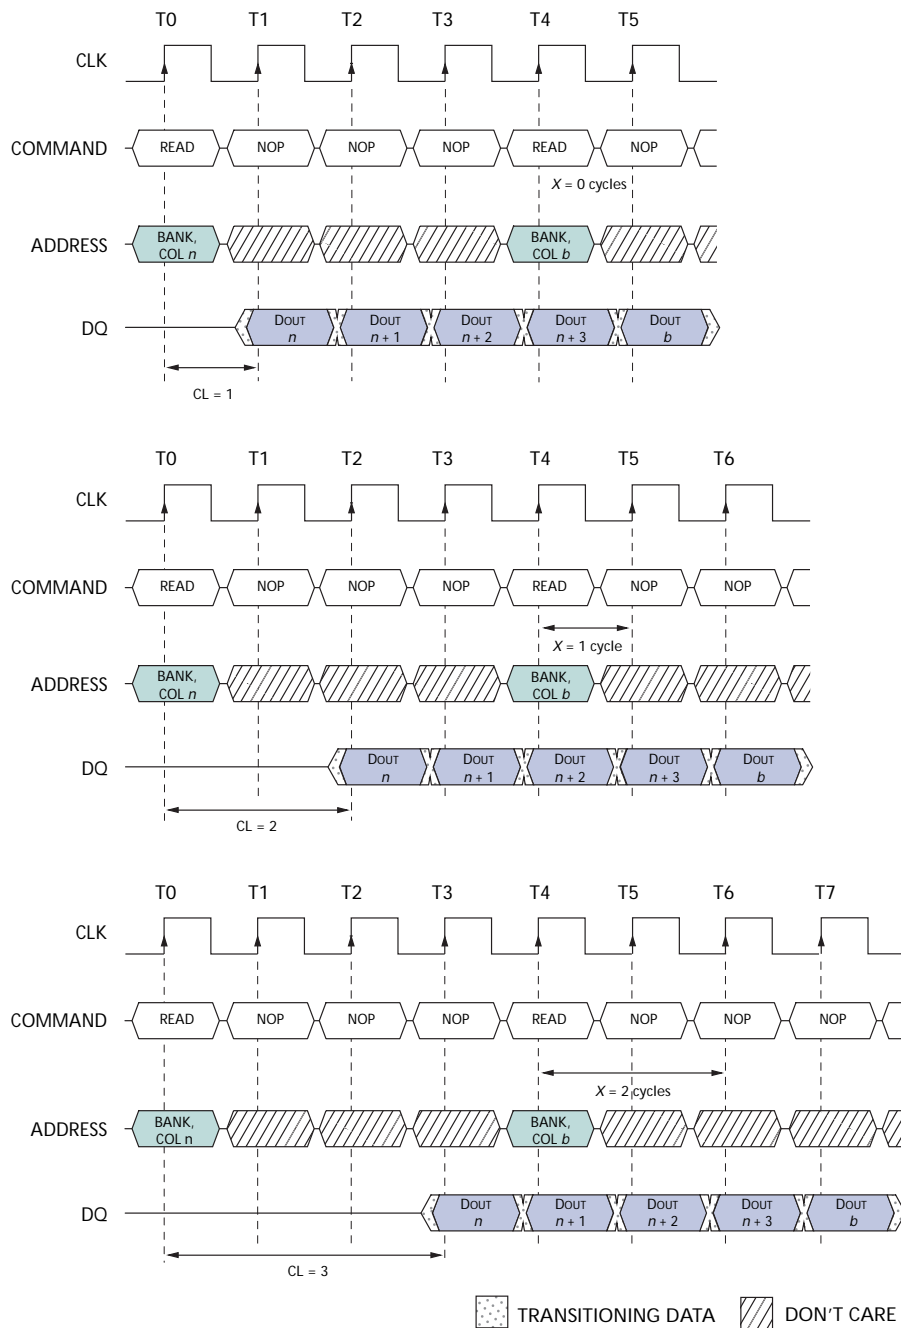 T0 T1 T2 T3 T4 T5
CLK
COMMAND READ NOP NOP NOP READ NOP
X = 0 cycles
ADDRESS BANK, COL n BANK, COL b
DQ DOUT n DOUT n + 1 DOUT n + 2 DOUT n + 3 DOUT b
CL = 1
T0 T1 T2 T3 T4 T5 T6
CLK
COMMAND READ NOP NOP NOP READ NOP NOP
X = 1 cycle
ADDRESS BANK, COL n BANK, COL b
DQ DOUT n DOUT n + 1 DOUT n + 2 DOUT n + 3 DOUT b
CL = 2
T0 T1 T2 T3 T4 T5 T6 T7
CLK
COMMAND READ NOP NOP NOP READ NOP NOP NOP
X = 2 cycles
ADDRESS BANK, COL n BANK, COL b
DQ DOUT n DOUT n + 1 DOUT n + 2 DOUT n + 3 DOUT b
CL = 3
TRANSITIONING DATA DON'T CARE